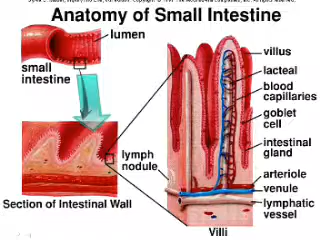 Anatomy of Small Intestine
lumen
small
intestine
lymph
nodule
Section of Intestinal Wall
villus
lacteal
blood
capillaries
goblet
cell
intestinal
gland
arteriole
venule
lymphatic
vessel
Villi